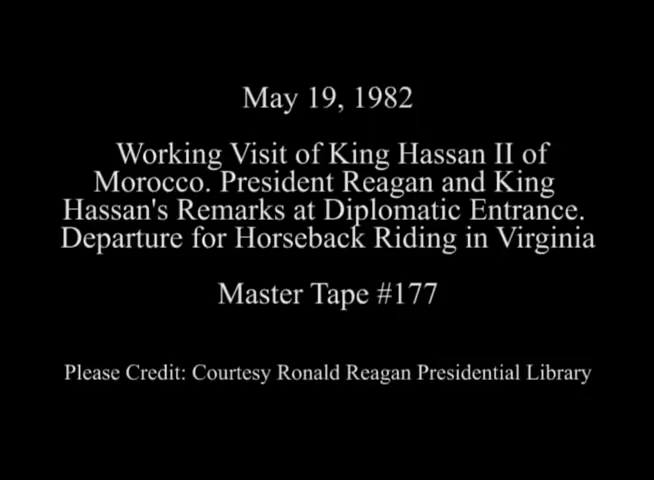 May 19, 1982
Working Visit of King Hassan II of
Morocco. President Reagan and King
Hassan's Remarks at Diplomatic Entrance.
Departure for Horseback Riding in Virginia
Master Tape #177
Please Credit: Courtesy Ronald Reagan Presidential Library